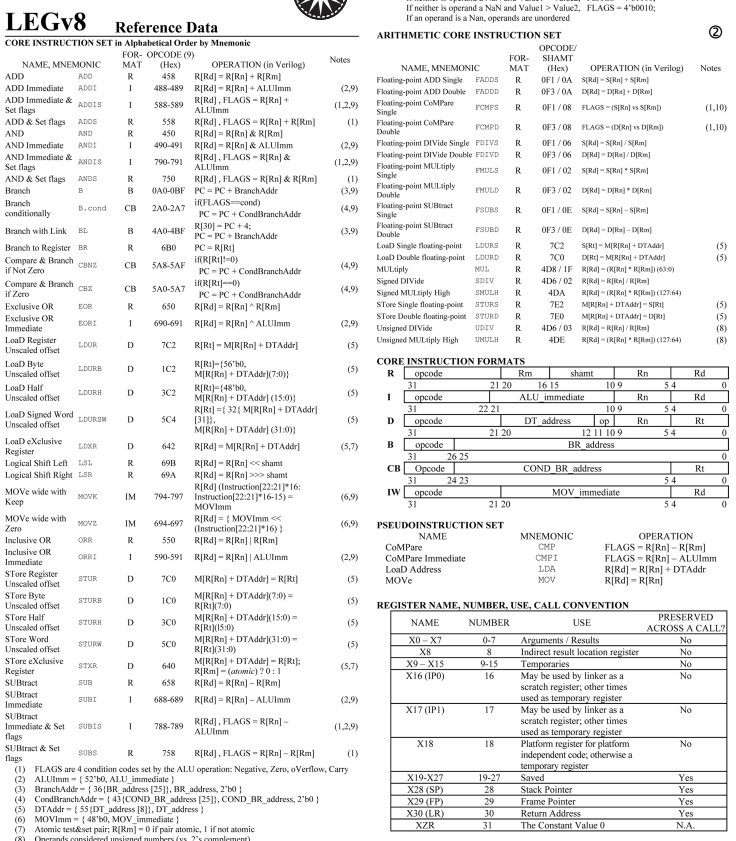 LEGv8 Reference Data
CORE INSTRUCTION SET in Alphabetical Order by Mnemonic
NAME, MNEMONIC FOR-MAT OPCODE (9) (Hex) OPERATION (in Verilog) Notes
ADD ADD R 458 R[Rd] = R[Rn] + R[Rm]
ADD Immediate ADDI I 488-489 R[Rd] = R[Rn] + ALUImm (2,9)
ADD Immediate & Set flags ADDIS I 588-589 R[Rd] , FLAGS = R[Rn] + ALUImm (1,2,9)
ADD & Set flags ADDS R 558 R[Rd] , FLAGS = R[Rn] + R[Rm] (1)
AND AND R 450 R[Rd] = R[Rn] & R[Rm]
AND Immediate ANDI I 490-491 R[Rd] = R[Rn] & ALUImm (2,9)
AND Immediate & Set flags ANDIS I 790-791 R[Rd] , FLAGS = R[Rn] & ALUImm (1,2,9)
AND & Set flags ANDS R 750 R[Rd] , FLAGS = R[Rn] & R[Rm] (1)
Branch B B 0A0-0BF PC = PC + BranchAddr (3,9)
Branch conditionally B.cond CB 2A0-2A7 if(FLAGS==cond) PC = PC + CondBranchAddr (4,9)
Branch with Link BL B 4A0-4BF R[30] = PC + 4; PC = PC + BranchAddr (3,9)
Branch to Register BR R 6B0 PC = R[Rt]
Compare & Branch if Not Zero CBNZ CB 5A8-5AF if(R[Rt]!=0) PC = PC + CondBranchAddr (4,9)
Compare & Branch if Zero CBZ CB 5A0-5A7 if(R[Rt]==0) PC = PC + CondBranchAddr (4,9)
Exclusive OR EOR R 650 R[Rd] = R[Rn] ^ R[Rm]
Exclusive OR Immediate EORI I 690-691 R[Rd] = R[Rn] ^ ALUImm (2,9)
LoaD Register Unscaled offset LDUR D 7C2 R[Rt] = M[R[Rn] + DTAddr] (5)
LoaD Byte Unscaled offset LDURB D 1C2 R[Rt]={56'b0, M[R[Rn] + DTAddr](7:0)} (5)
LoaD Half Unscaled offset LDURH D 3C2 R[Rt]={48'b0, M[R[Rn] + DTAddr] (15:0)} (5)
LoaD Signed Word Unscaled offset LDURSW D 5C4 R[Rt] ={ 32{ M[R[Rn] + DTAddr] [31]}, M[R[Rn] + DTAddr] (31:0)} (5)
LoaD eXclusive Register LDXR D 642 R[Rd] = M[R[Rn] + DTAddr] (5,7)
Logical Shift Left LSL R 69B R[Rd] = R[Rn] << shamt
Logical Shift Right LSR R 69A R[Rd] = R[Rn] >>> shamt
MOVe wide with Keep MOVK IM 794-797 R[Rd] (Instruction[22:21]*16: Instruction[22:21]*16-15) = MOVImm (6,9)
MOVe wide with Zero MOVZ IM 694-697 R[Rd] = { MOVImm << (Instruction[22:21]*16) } (6,9)
Inclusive OR ORR R 550 R[Rd] = R[Rn] | R[Rm]
Inclusive OR Immediate ORRI I 590-591 R[Rd] = R[Rn] | ALUImm (2,9)
STore Register Unscaled offset STUR D 7C0 M[R[Rn] + DTAddr] = R[Rt] (5)
STore Byte Unscaled offset STURB D 1C0 M[R[Rn] + DTAddr](7:0) = R[Rt](7:0) (5)
STore Half Unscaled offset STURH D 3C0 M[R[Rn] + DTAddr](15:0) = R[Rt](15:0) (5)
STore Word Unscaled offset STURW D 5C0 M[R[Rn] + DTAddr](31:0) = R[Rt](31:0) (5)
STore eXclusive Register STXR D 640 M[R[Rn] + DTAddr] = R[Rt]; R[Rm] = (atomic) ? 0 : 1 (5,7)
SUBtract SUB R 658 R[Rd] = R[Rn] – R[Rm]
SUBtract Immediate SUBI I 688-689 R[Rd] = R[Rn] – ALUImm (2,9)
SUBtract Immediate & Set flags SUBIS I 788-789 R[Rd] , FLAGS = R[Rn] – ALUImm (1,2,9)
SUBtract & Set flags SUBS R 758 R[Rd] , FLAGS = R[Rn] – R[Rm] (1)
(1) FLAGS are 4 condition codes set by the ALU operation: Negative, Zero, oVerflow, Carry
(2) ALUImm = { 52'b0, ALU_immediate }
(3) BranchAddr = { 36{BR_address [25]}, BR_address, 2'b0 }
(4) CondBranchAddr = { 43{COND_BR_address [25]}, COND_BR_address, 2'b0 }
(5) DTAddr = { 55{DT_address [8]}, DT_address }
(6) MOVImm = { 48'b0, MOV_immediate }
(7) Atomic test&set pair; R[Rm] = 0 if pair atomic, 1 if not atomic
(8) Operands considered unsigned numbers (vs. 2's complement)
If neither is operand a NaN and Value1 > Value2, FLAGS = 4'b0010;
If an operand is a Nan, operands are unordered
②
ARITHMETIC CORE INSTRUCTION SET
NAME, MNEMONIC FOR-MAT OPCODE/ SHAMT (Hex) OPERATION (in Verilog) Notes
Floating-point ADD Single FADDS R 0F1 / 0A S[Rd] = S[Rn] + S[Rm]
Floating-point ADD Double FADDD R 0F3 / 0A D[Rd] = D[Rn] + D[Rm]
Floating-point CoMPare Single FCMPS R 0F1 / 08 FLAGS = (S[Rn] vs S[Rm]) (1,10)
Floating-point CoMPare Double FCMPD R 0F3 / 08 FLAGS = (D[Rn] vs D[Rm]) (1,10)
Floating-point DIVide Single FDIVS R 0F1 / 06 S[Rd] = S[Rn] / S[Rm]
Floating-point DIVide Double FDIVD R 0F3 / 06 D[Rd] = D[Rn] / D[Rm]
Floating-point MULtiply Single FMULS R 0F1 / 02 S[Rd] = S[Rn] * S[Rm]
Floating-point MULtiply Double FMULD R 0F3 / 02 D[Rd] = D[Rn] * D[Rm]
Floating-point SUBtract Single FSUBS R 0F1 / 0E S[Rd] = S[Rn] – S[Rm]
Floating-point SUBtract Double FSUBD R 0F3 / 0E D[Rd] = D[Rn] – D[Rm]
LoaD Single floating-point LDURS R 7C2 S[Rt] = M[R[Rn] + DTAddr] (5)
LoaD Double floating-point LDURD R 7C0 D[Rt] = M[R[Rn] + DTAddr] (5)
MULtiply MUL R 4D8 / 1F R[Rd] = (R[Rn] * R[Rm]) (63:0)
Signed DIVide SDIV R 4D6 / 02 R[Rd] = R[Rn] / R[Rm]
Signed MULtiply High SMULH R 4DA R[Rd] = (R[Rn] * R[Rm]) (127:64)
STore Single floating-point STURS R 7E2 M[R[Rn] + DTAddr] = S[Rt] (5)
STore Double floating-point STURD R 7E0 M[R[Rn] + DTAddr] = D[Rt] (5)
Unsigned DIVide UDIV R 4D6 / 03 R[Rd] = R[Rn] / R[Rm] (8)
Unsigned MULtiply High UMULH R 4DE R[Rd] = (R[Rn] * R[Rm]) (127:64) (8)
CORE INSTRUCTION FORMATS
R opcode Rm shamt Rn Rd
31 21 20 16 15 10 9 5 4 0
I opcode ALU_immediate Rn Rd
31 22 21 10 9 5 4 0
D opcode DT_address op Rn Rt
31 21 20 12 11 10 9 5 4 0
B opcode BR_address
31 26 25 0
CB Opcode COND_BR_address Rt
31 24 23 5 4 0
IW opcode MOV_immediate Rd
31 21 20 5 4 0
PSEUDOINSTRUCTION SET
NAME MNEMONIC OPERATION
CoMPare CMP FLAGS = R[Rn] – R[Rm]
CoMPare Immediate CMPI FLAGS = R[Rn] – ALUImm
LoaD Address LDA R[Rd] = R[Rn] + DTAddr
MOVe MOV R[Rd] = R[Rn]
REGISTER NAME, NUMBER, USE, CALL CONVENTION
NAME NUMBER USE PRESERVED ACROSS A CALL?
X0 – X7 0-7 Arguments / Results No
X8 8 Indirect result location register No
X9 – X15 9-15 Temporaries No
X16 (IP0) 16 May be used by linker as a scratch register; other times used as temporary register No
X17 (IP1) 17 May be used by linker as a scratch register; other times used as temporary register No
X18 18 Platform register for platform independent code; otherwise a temporary register No
X19-X27 19-27 Saved Yes
X28 (SP) 28 Stack Pointer Yes
X29 (FP) 29 Frame Pointer Yes
X30 (LR) 30 Return Address Yes
XZR 31 The Constant Value 0 N.A.